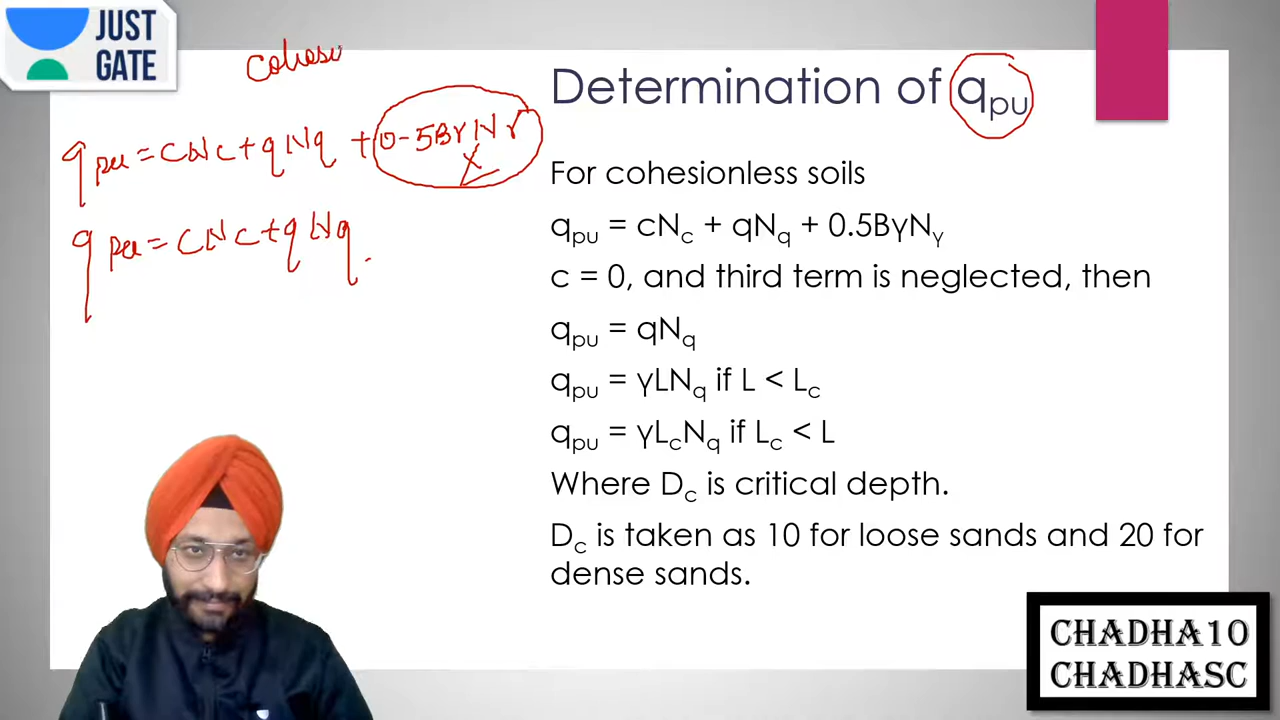 JUST
GATE
cohesi
qpu = cNc + qNq + 0-5BγNγ
qpu = cNc + qNq
Determination of qpu
For cohesionless soils
qpu = cNc + qNq + 0.5BγNγ
c = 0, and third term is neglected, then
qpu = qNq
qpu = γLNq if L < Lc
qpu = γLcNq if Lc < L
Where Dc is critical depth.
Dc is taken as 10 for loose sands and 20 for
dense sands.
CHADHA10
CHADHASC